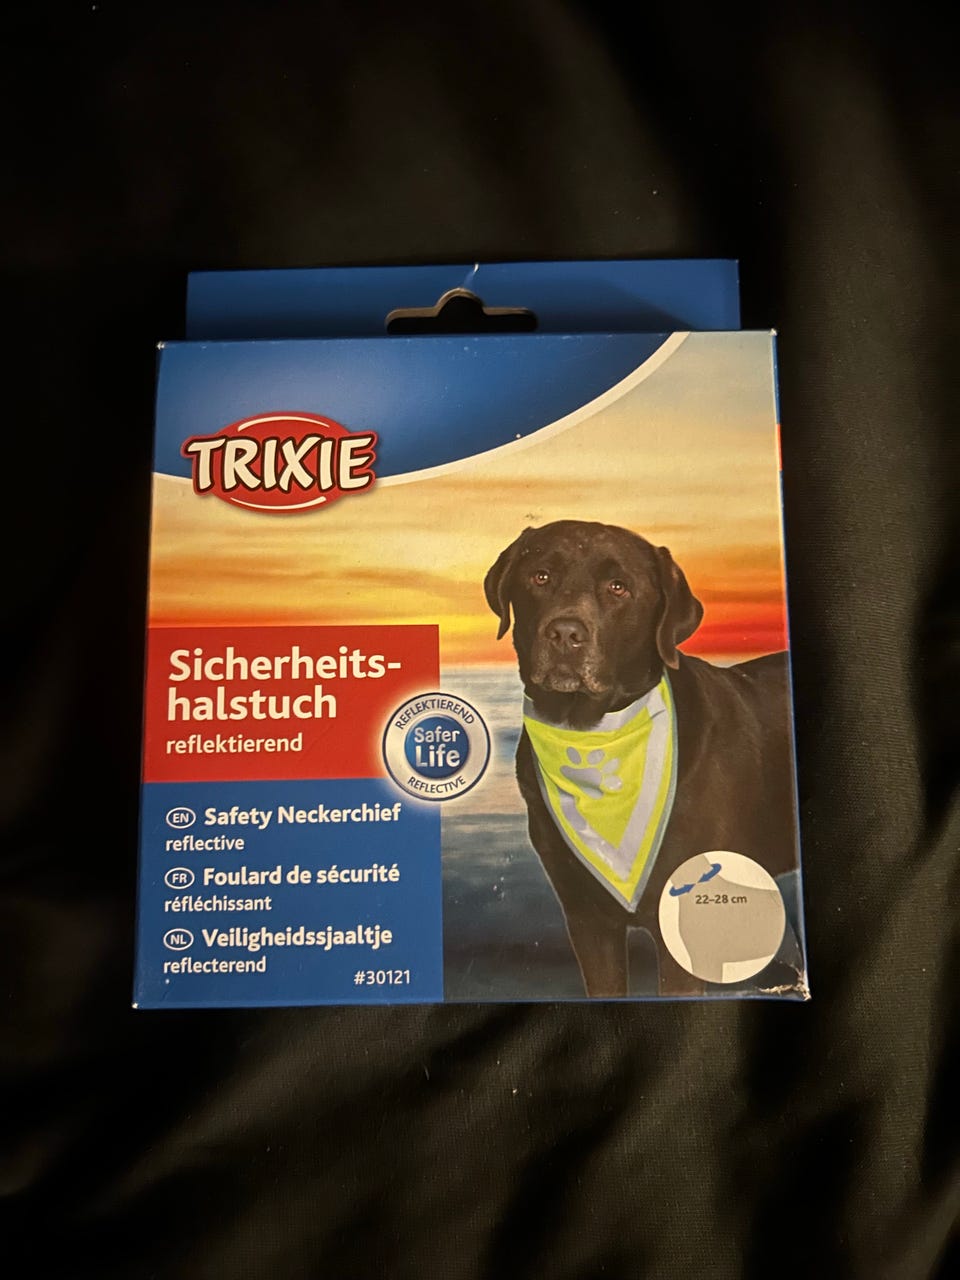 TRIXIE
Sicherheits-
halstuch
reflektierend
REFLEKTIEREND
Safer
Life
REFLECTIVE
EN Safety Neckerchief
reflective
FR Foulard de sécurité
réfléchissant
NL Veiligheidssjaaltje
reflecterend
#30121
22–28 cm